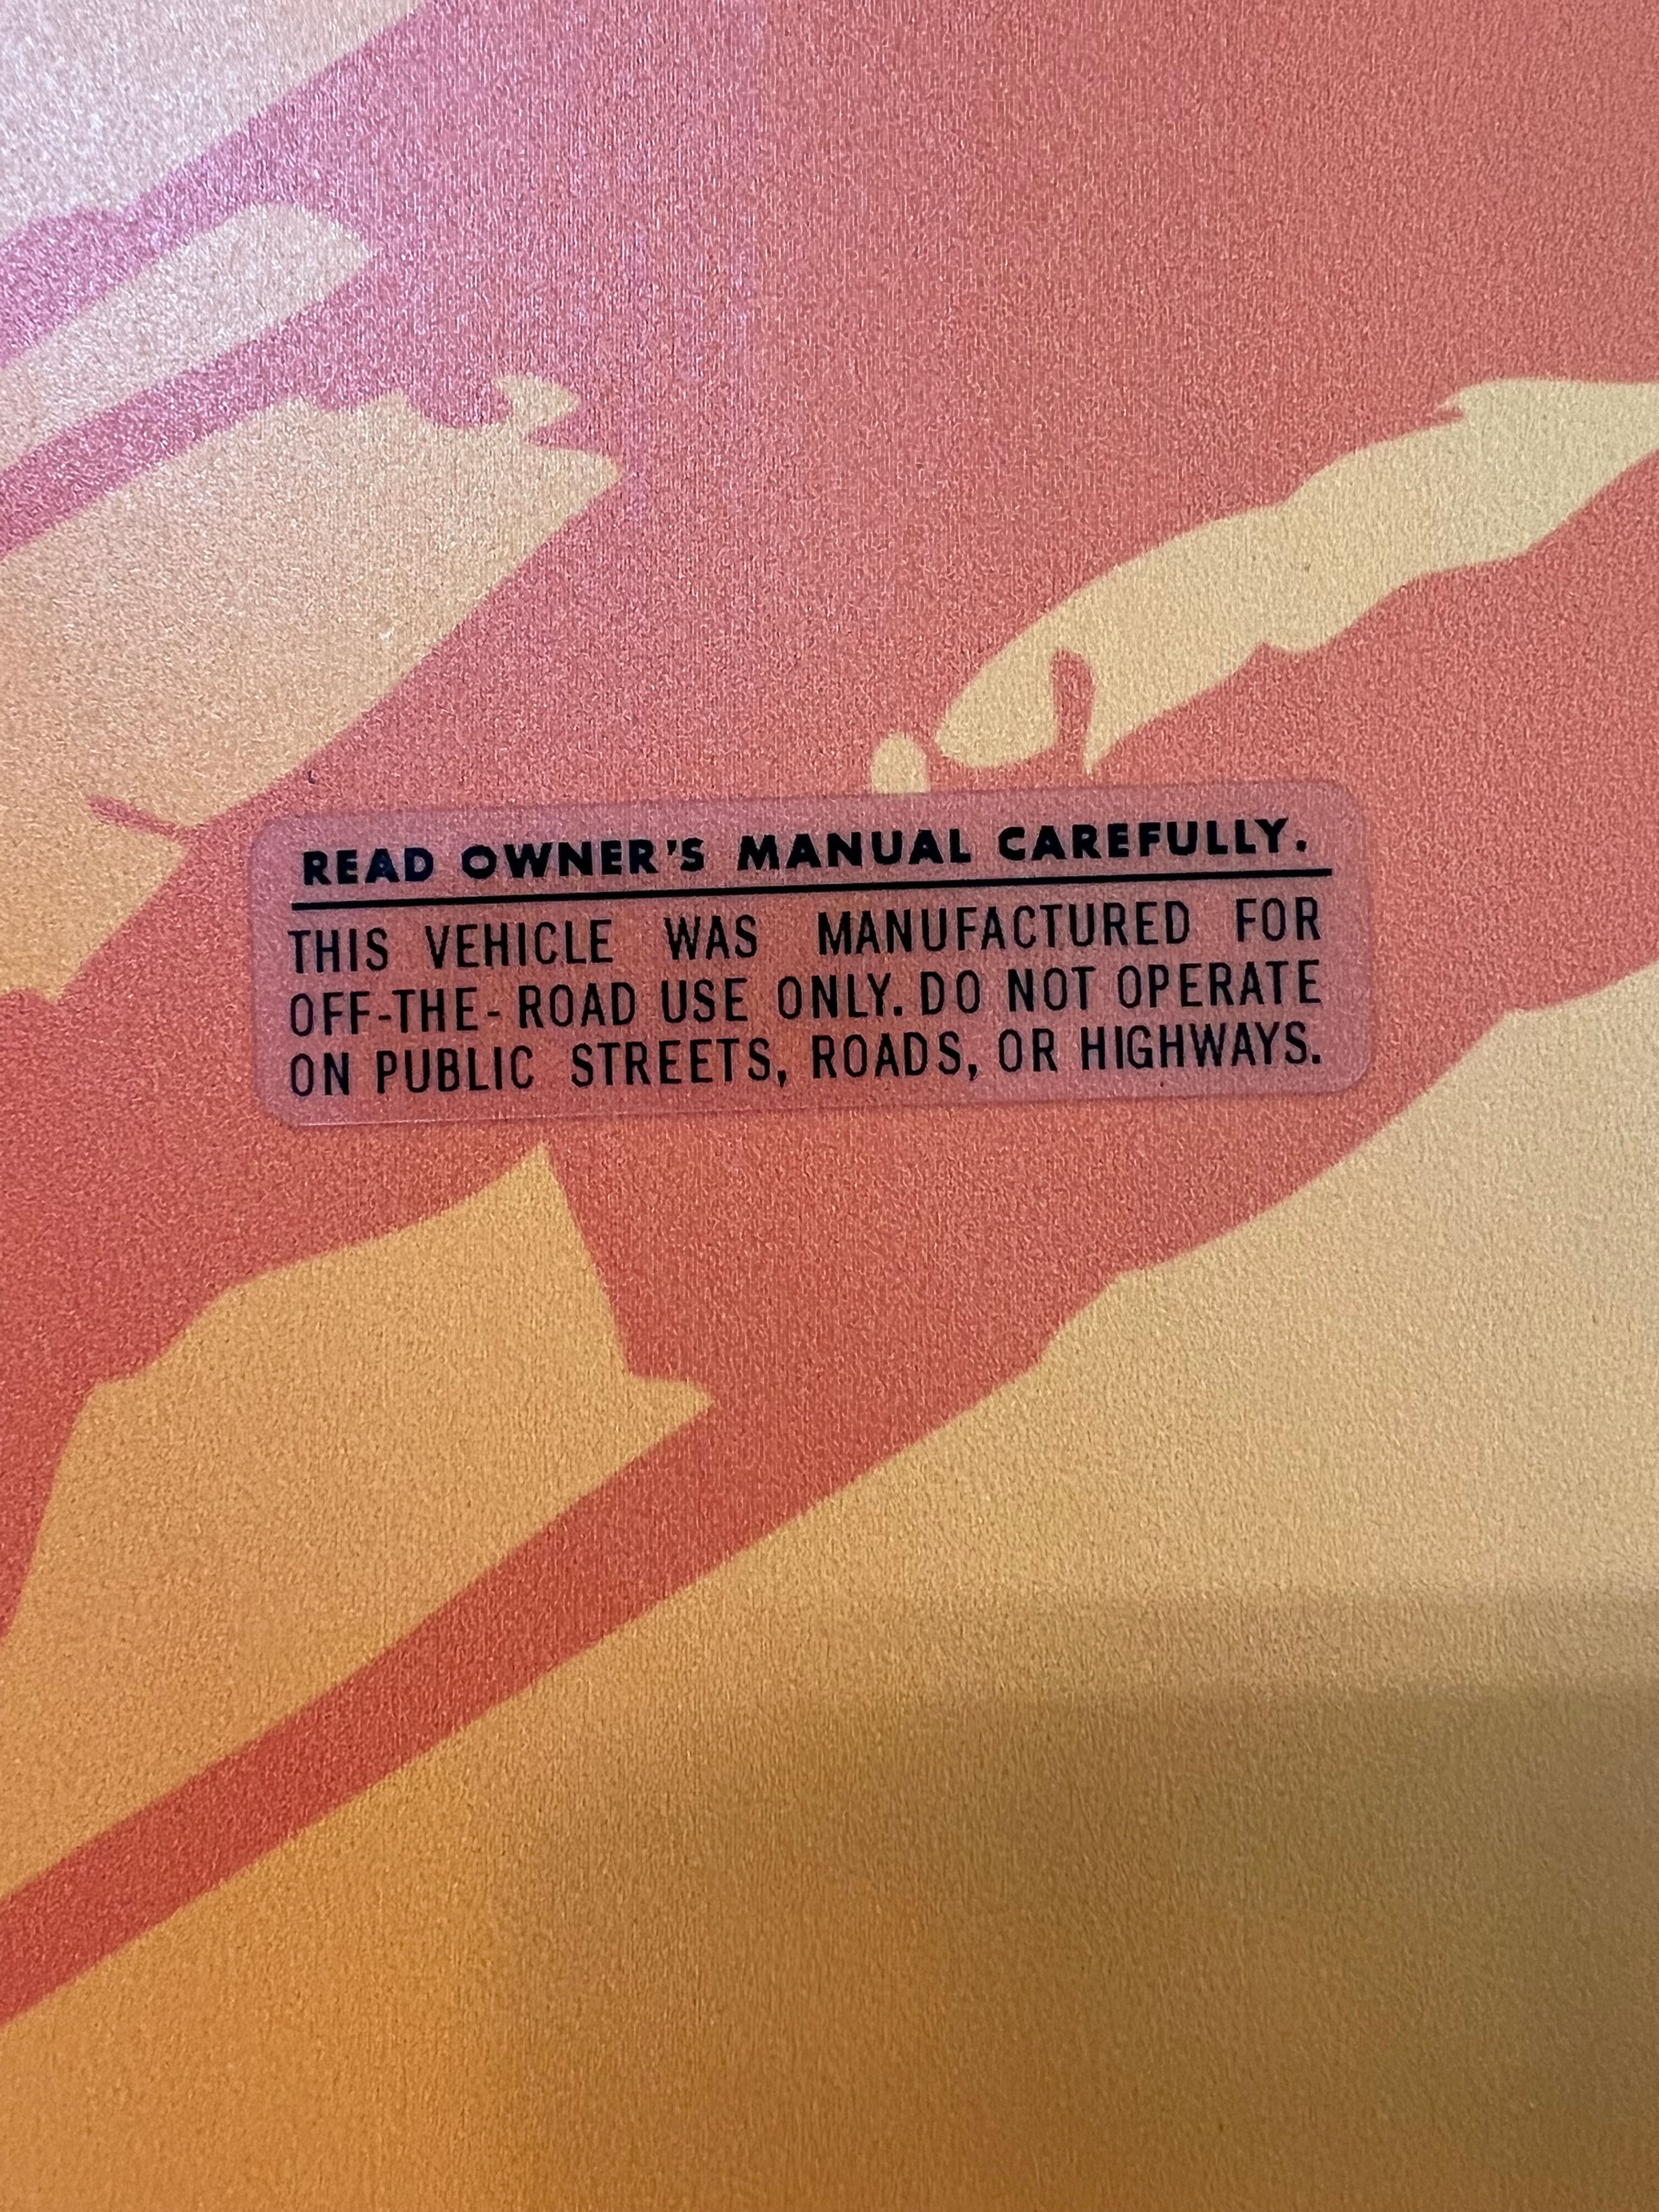 READ OWNER'S MANUAL CAREFULLY.
THIS VEHICLE WAS MANUFACTURED FOR
OFF-THE-ROAD USE ONLY. DO NOT OPERATE
ON PUBLIC STREETS, ROADS, OR HIGHWAYS.